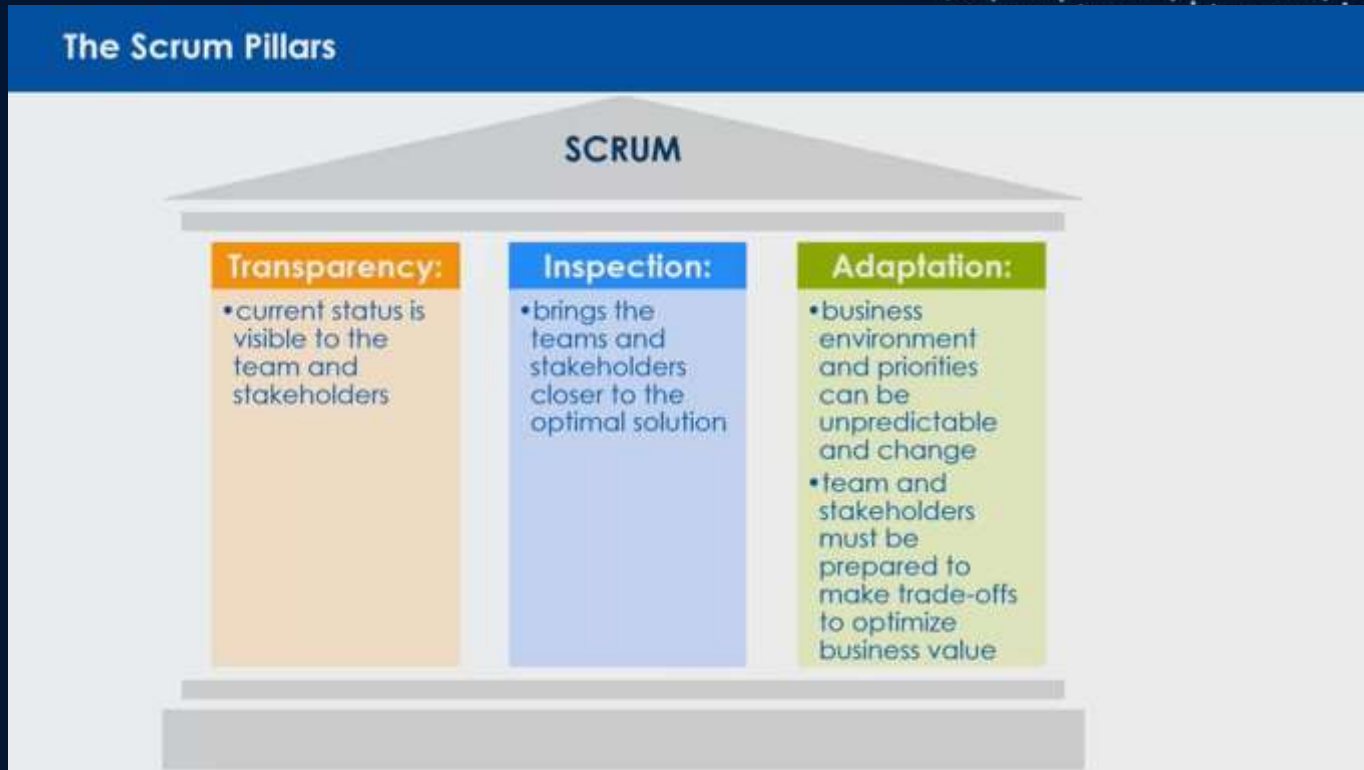 The Scrum Pillars
SCRUM
Transparency:
•current status is
visible to the
team and
stakeholders
Inspection:
•brings the
teams and
stakeholders
closer to the
optimal solution
Adaptation:
•business
environment
and priorities
can be
unpredictable
and change
•team and
stakeholders
must be
prepared to
make trade-offs
to optimize
business value